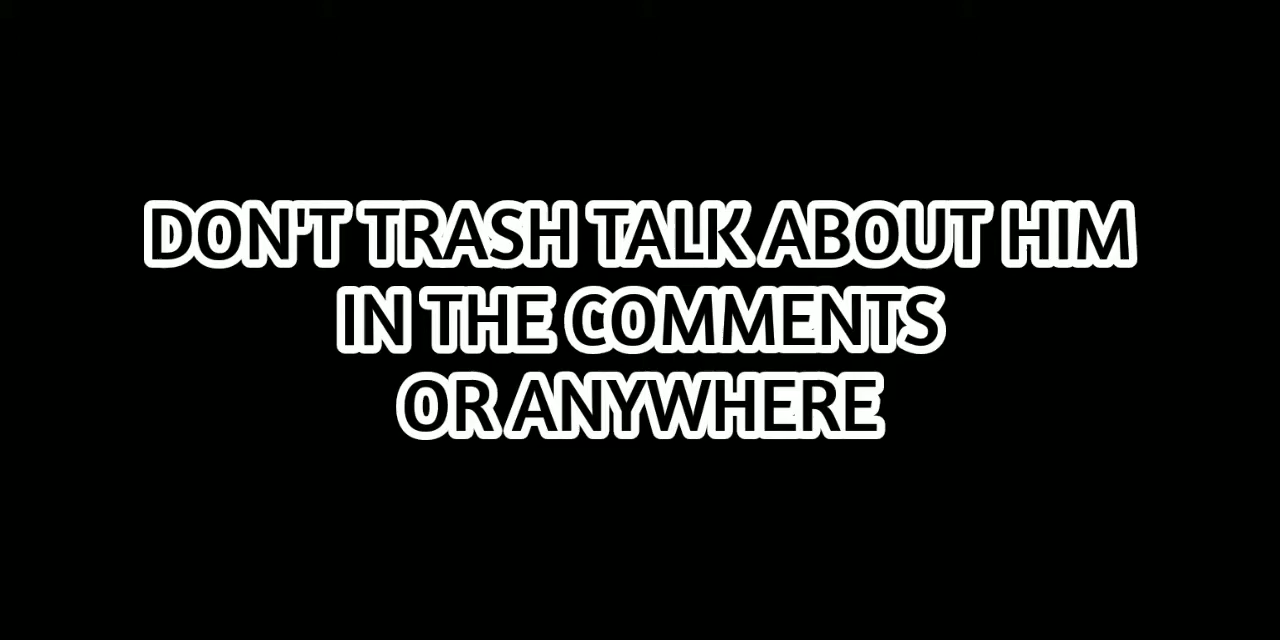 DON'T TRASH TALK ABOUT HIM
IN THE COMMENTS
OR ANYWHERE